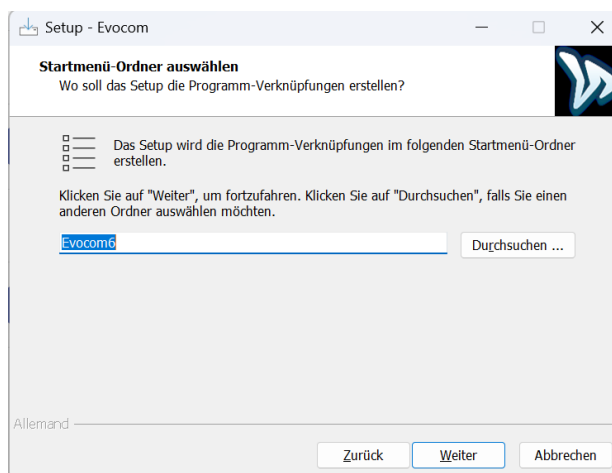 Setup - Evocom
Startmenü-Ordner auswählen
Wo soll das Setup die Programm-Verknüpfungen erstellen?
Das Setup wird die Programm-Verknüpfungen im folgenden Startmenü-Ordner
erstellen.
Klicken Sie auf "Weiter", um fortzufahren. Klicken Sie auf "Durchsuchen", falls Sie einen
anderen Ordner auswählen möchten.
Evocom6
Durchsuchen ...
Allemand
Zurück
Weiter
Abbrechen